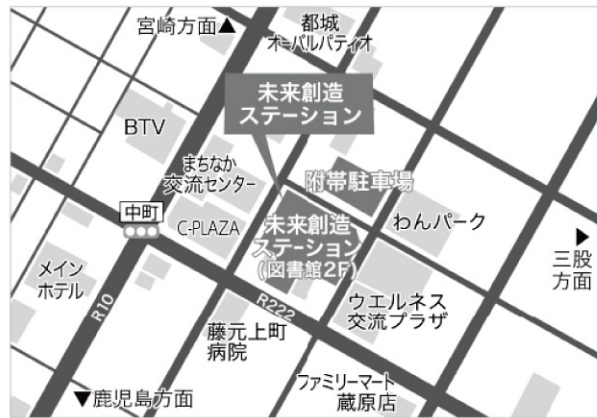 宮崎方面▲
都城
オーバルパティオ
未来創造
ステーション
BTV
まちなか
交流センター
附帯駐車場
中町
C-PLAZA
未来創造
ステーション
(図書館2F)
わんパーク
▶
三股
方面
メイン
ホテル
R10
R222
藤元上町
病院
ウエルネス
交流プラザ
ファミリーマート
蔵原店
▼鹿児島方面